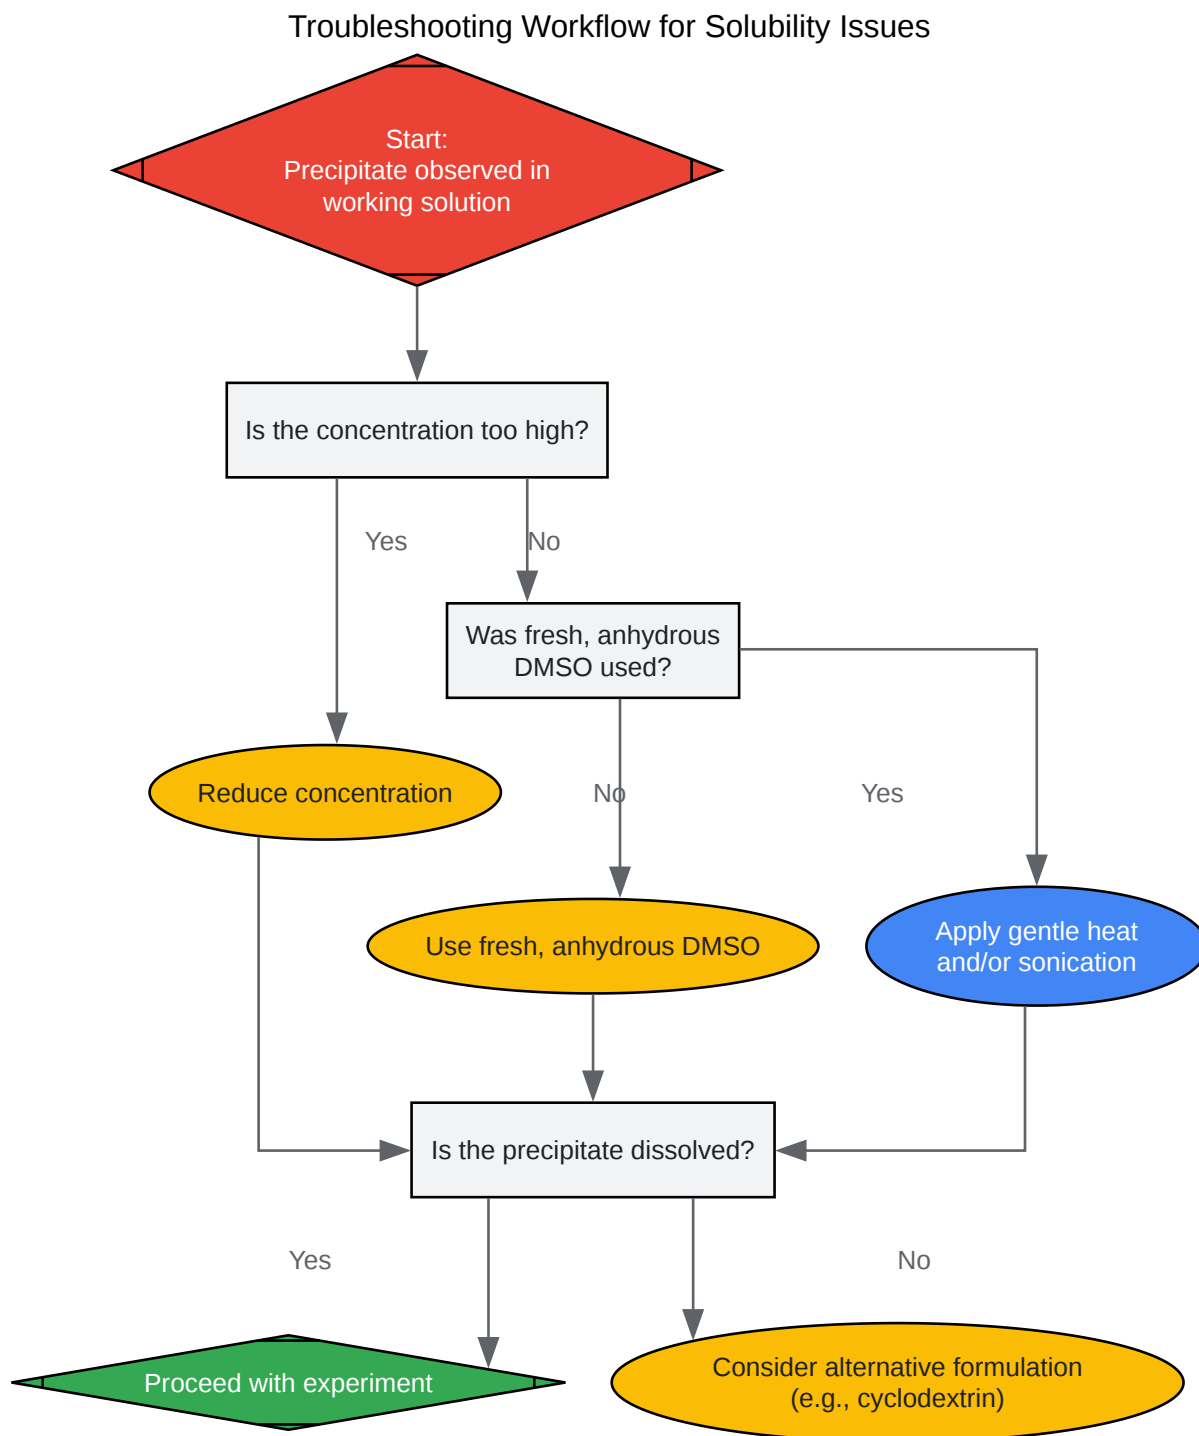 Troubleshooting Workflow for Solubility Issues
Start:
Precipitate observed in
working solution
Is the concentration too high?
Yes
No
Was fresh, anhydrous
DMSO used?
Reduce concentration
No
Yes
Use fresh, anhydrous DMSO
Apply gentle heat
and/or sonication
Is the precipitate dissolved?
Yes
No
Proceed with experiment
Consider alternative formulation
(e.g., cyclodextrin)